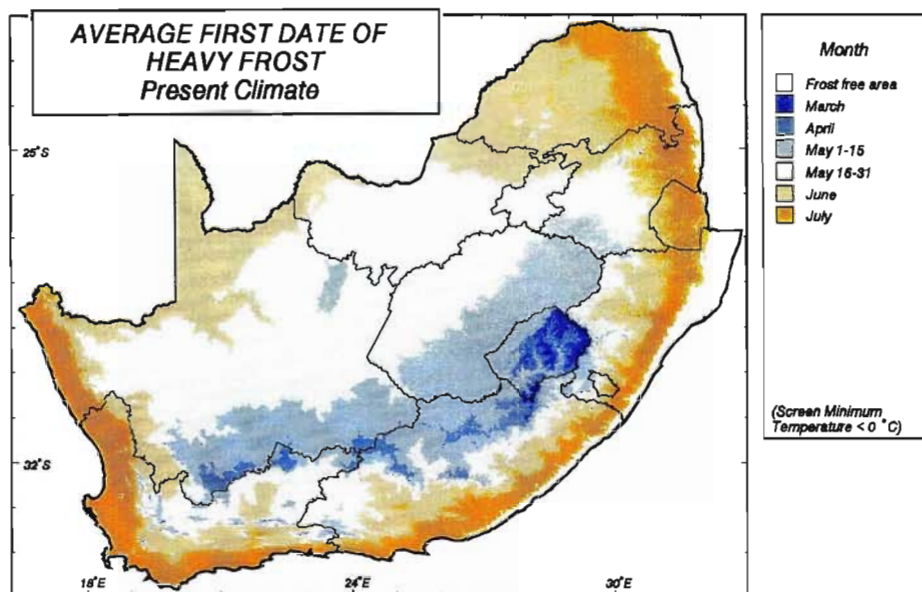 AVERAGE FIRST DATE OF
HEAVY FROST
Present Climate
Month
Frost free area
March
April
May 1-15
May 16-31
June
July
(Screen Minimum
Temperature < 0 °C)
25°S
32°S
18°E
24°E
30°E